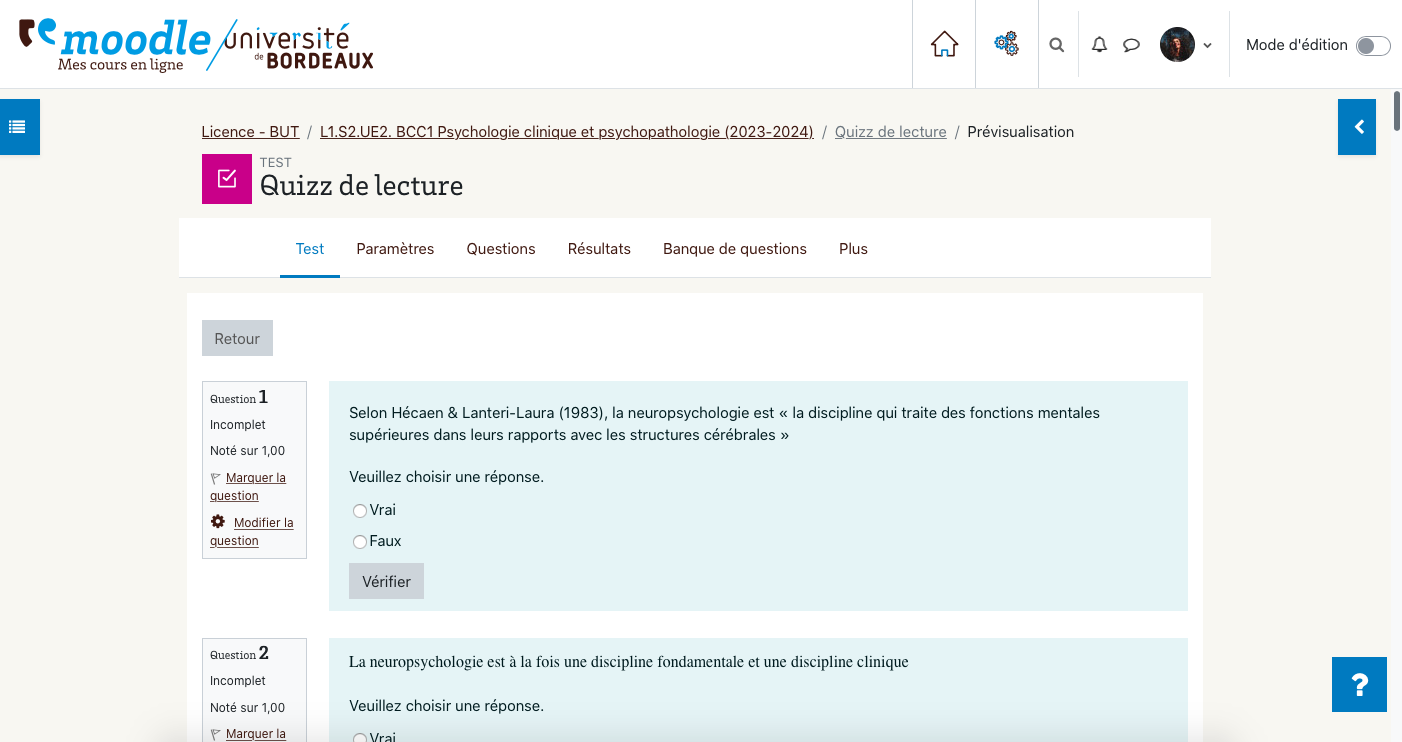 moodle
Mes cours en ligne
université
de BORDEAUX
Mode d'édition
Licence - BUT / L1.S2.UE2. BCC1 Psychologie clinique et psychopathologie (2023-2024) / Quizz de lecture / Prévisualisation
TEST
Quizz de lecture
Test Paramètres Questions Résultats Banque de questions Plus
Retour
Question 1
Incomplet
Noté sur 1,00
Marquer la
question
Modifier la
question
Selon Hécaen & Lanteri-Laura (1983), la neuropsychologie est « la discipline qui traite des fonctions mentales
supérieures dans leurs rapports avec les structures cérébrales »
Veuillez choisir une réponse.
Vrai
Faux
Vérifier
Question 2
Incomplet
Noté sur 1,00
Marquer la
La neuropsychologie est à la fois une discipline fondamentale et une discipline clinique
Veuillez choisir une réponse.
Vrai
?